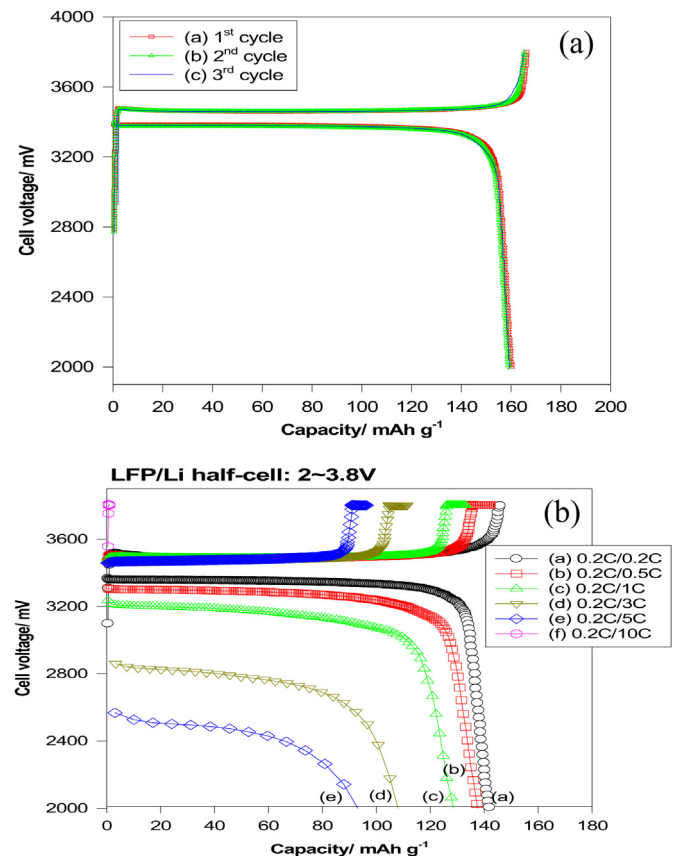 4000
3600
3200
2800
2400
2000
Cell voltage/ mV
(a) 1st cycle
(b) 2nd cycle
(c) 3rd cycle
(a)
0 20 40 60 80 100 120 140 160 180 200
Capacity/ mAh g-1
LFP/Li half-cell: 2~3.8V
(b)
3600
3200
2800
2400
2000
Cell voltage/ mV
(a) 0.2C/0.2C
(b) 0.2C/0.5C
(c) 0.2C/1C
(d) 0.2C/3C
(e) 0.2C/5C
(f) 0.2C/10C
(b)
(e) (d) (c) (a)
0 20 40 60 80 100 120 140 160 180
Capacity/ mAh g-1